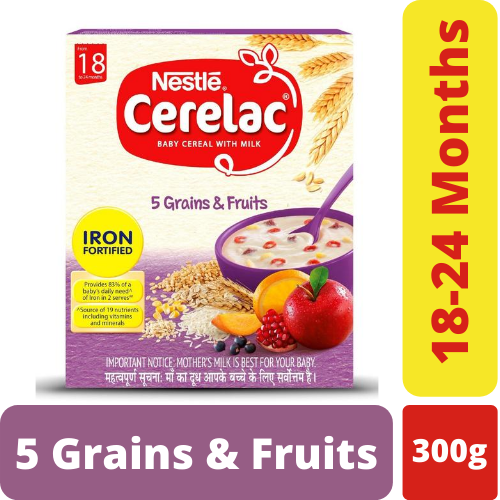 from
18
to 24 months
Nestlé®
Cerelac®
BABY CEREAL WITH MILK
5 Grains & Fruits
IRON
FORTIFIED
Provides 83% of a
baby's daily need^
of Iron in 2 serves**
^Source of 19 nutrients
including vitamins
and minerals
IMPORTANT NOTICE: MOTHER'S MILK IS BEST FOR YOUR BABY.
महत्वपूर्ण सूचना: माँ का दूध आपके बच्चे के लिए सर्वोत्तम है।
18-24 Months
5 Grains & Fruits
300g